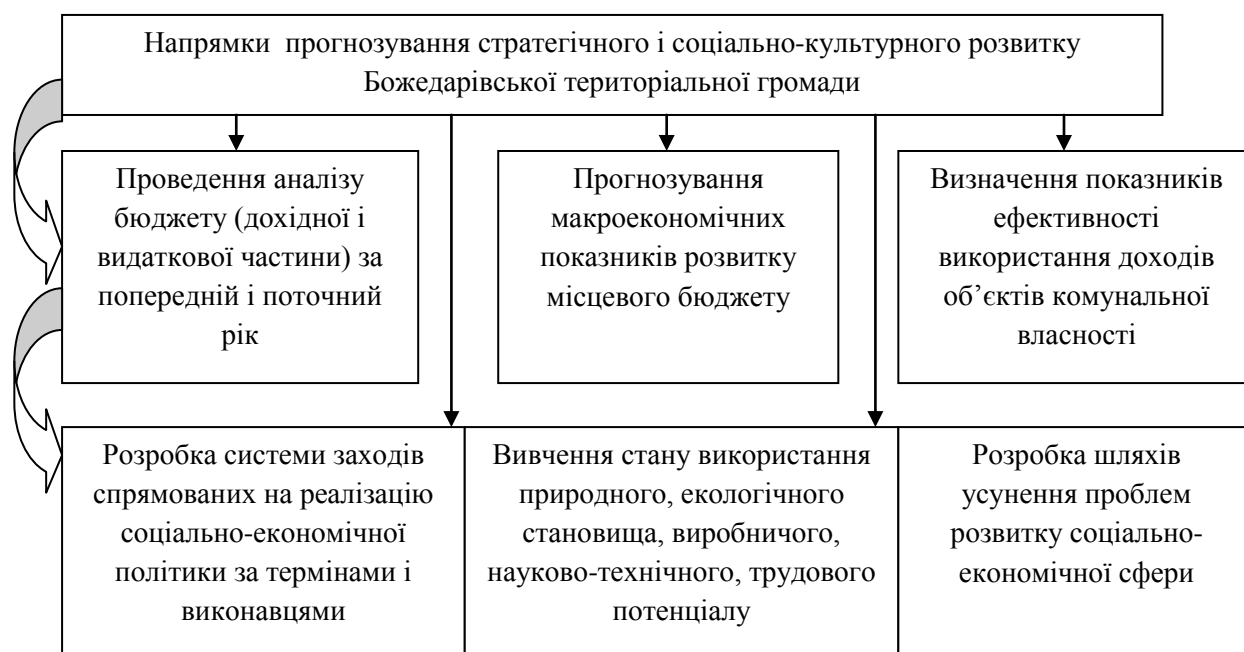 Напрямки прогнозування стратегічного і соціально-культурного розвитку
Божедарівської територіальної громади
Проведення аналізу
бюджету (дохідної і
видаткової частини) за
попередній і поточний
рік
Прогнозування
макроекономічних
показників розвитку
місцевого бюджету
Визначення показників
ефективності
використання доходів
об’єктів комунальної
власності
Розробка системи заходів
спрямованих на реалізацію
соціально-економічної
політики за термінами і
виконавцями
Вивчення стану використання
природного, екологічного
становища, виробничого,
науково-технічного, трудового
потенціалу
Розробка шляхів
усунення проблем
розвитку соціально-
економічної сфери